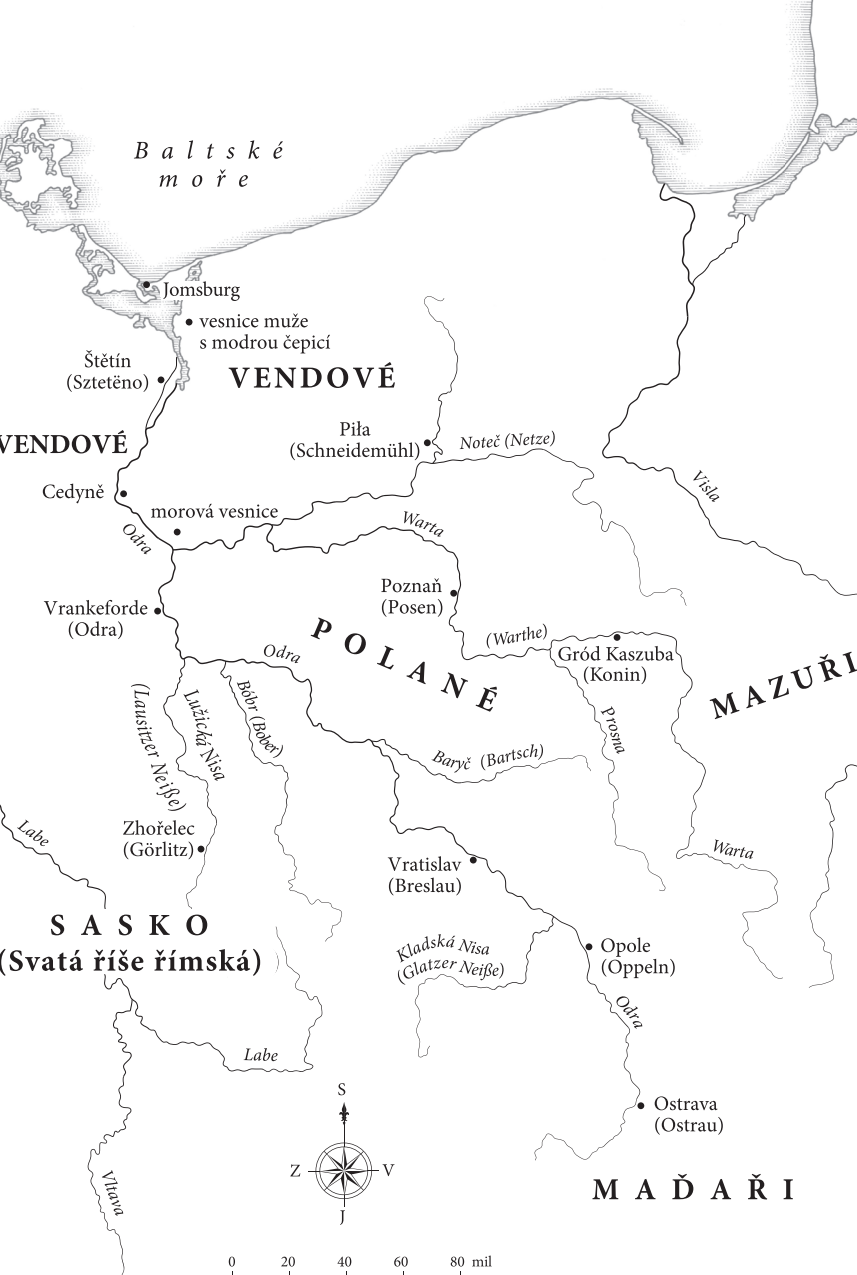 Baltské
moře
Jomsburg
vesnice muže
s modrou čepicí
Štětín
(Sztetëno)
VENDOVÉ
VENDOVÉ
Piła
(Schneidemühl)
Noteč (Netze)
Visla
Cedyně
morová vesnice
Odra
Warta
Vrankeforde
(Odra)
Poznaň
(Posen)
(Warthe)
Gród Kaszuba
(Konin)
POLANÉ
MAZUŘI
Odra
(Lausitzer Neiße)
Lužická Nisa
Bóbr (Bober)
Prosna
Baryč (Bartsch)
Labe
Zhořelec
(Görlitz)
Vratislav
(Breslau)
Warta
SASKO
(Svatá říše římská)
Kladská Nisa
(Glatzer Neiße)
Opole
(Oppeln)
Odra
Labe
Ostrava
(Ostrau)
S
Z
V
J
Vltava
MAĎAŘI
0 20 40 60 80 mil